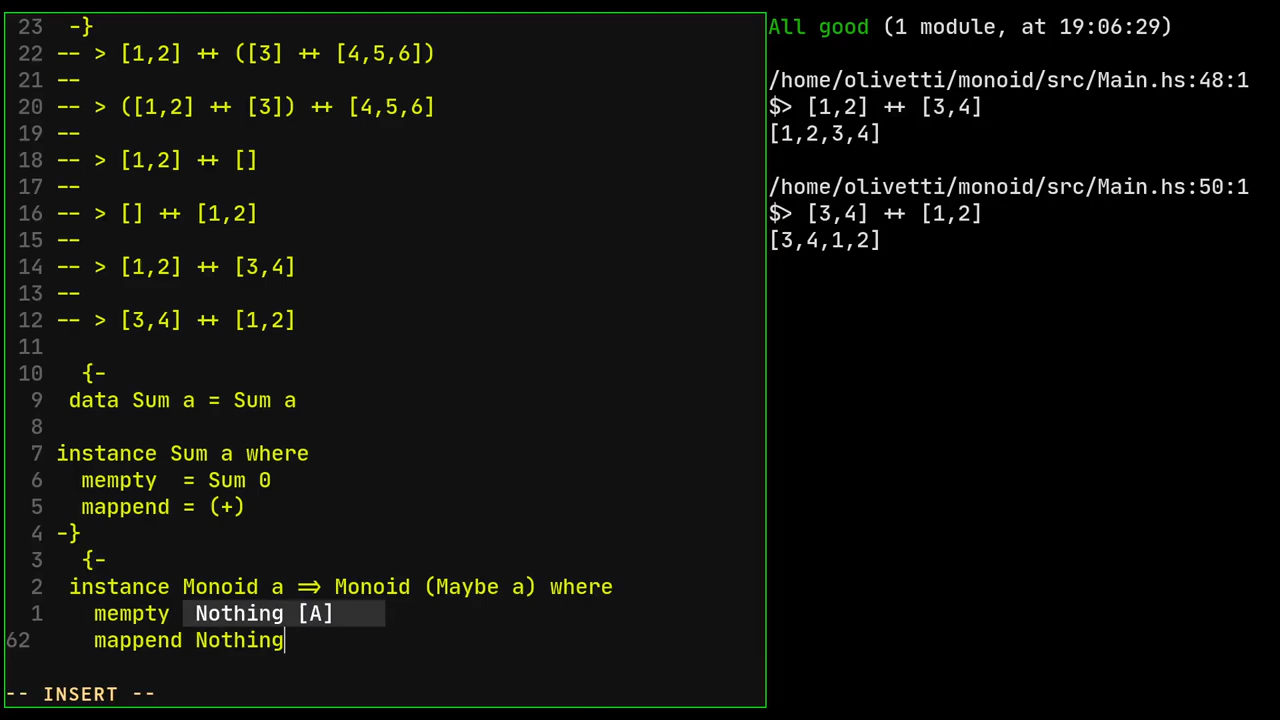 23  -}
22 -- > [1,2] ++ ([3] ++ [4,5,6])
21 --
20 -- > ([1,2] ++ [3]) ++ [4,5,6]
19 --
18 -- > [1,2] ++ []
17 --
16 -- > [] ++ [1,2]
15 --
14 -- > [1,2] ++ [3,4]
13 --
12 -- > [3,4] ++ [1,2]
11
10   {-
9  data Sum a = Sum a
8
7 instance Sum a where
6   mempty  = Sum 0
5   mappend = (+)
4 -}
3   {-
2  instance Monoid a => Monoid (Maybe a) where
1    mempty  Nothing [A]
62    mappend Nothing
-- INSERT --
All good (1 module, at 19:06:29)
/home/olivetti/monoid/src/Main.hs:48:1
$> [1,2] ++ [3,4]
[1,2,3,4]
/home/olivetti/monoid/src/Main.hs:50:1
$> [3,4] ++ [1,2]
[3,4,1,2]